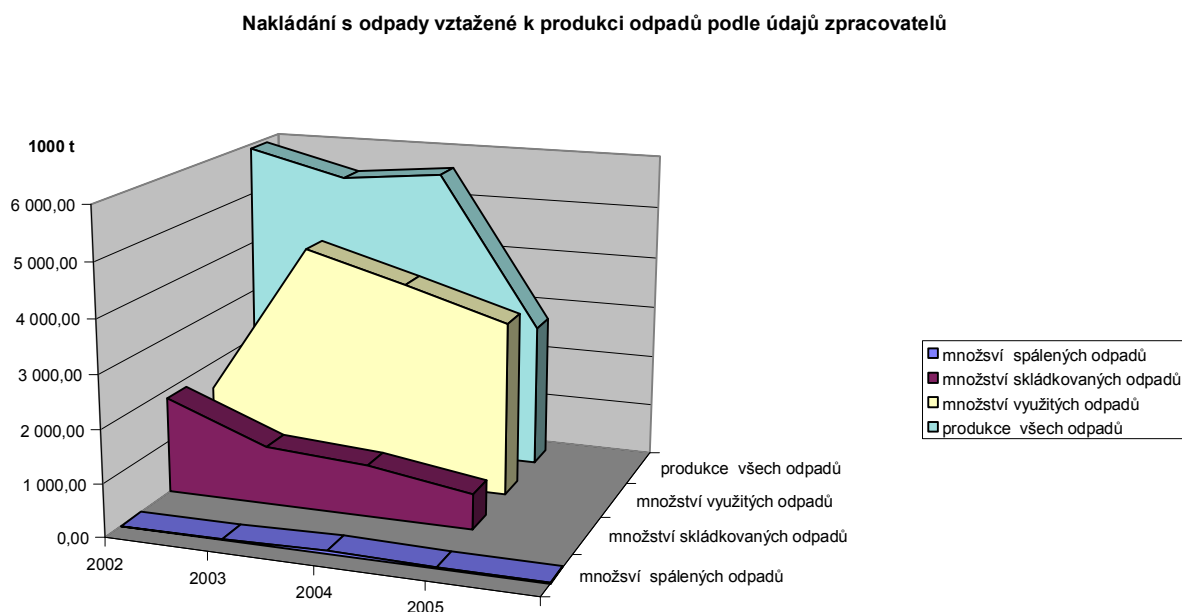 Nakládání s odpady vztažené k produkci odpadů podle údajů zpracovatelů
1000 t
6 000,00
5 000,00
4 000,00
3 000,00
2 000,00
1 000,00
0,00
2002
2003
2004
2005
produkce všech odpadů
množství využitých odpadů
množství skládkovaných odpadů
množsví spálených odpadů
množsví spálených odpadů
množství skládkovaných odpadů
množství využitých odpadů
produkce všech odpadů